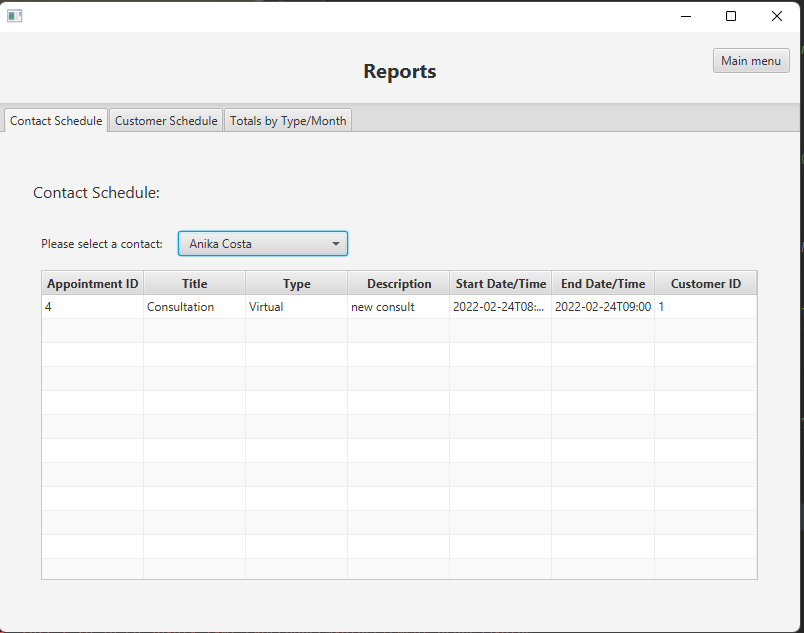 Reports
Main menu
Contact Schedule Customer Schedule Totals by Type/Month
Contact Schedule:
Please select a contact: Anika Costa
Appointment ID Title Type Description Start Date/Time End Date/Time Customer ID
4 Consultation Virtual new consult 2022-02-24T08:... 2022-02-24T09:00 1